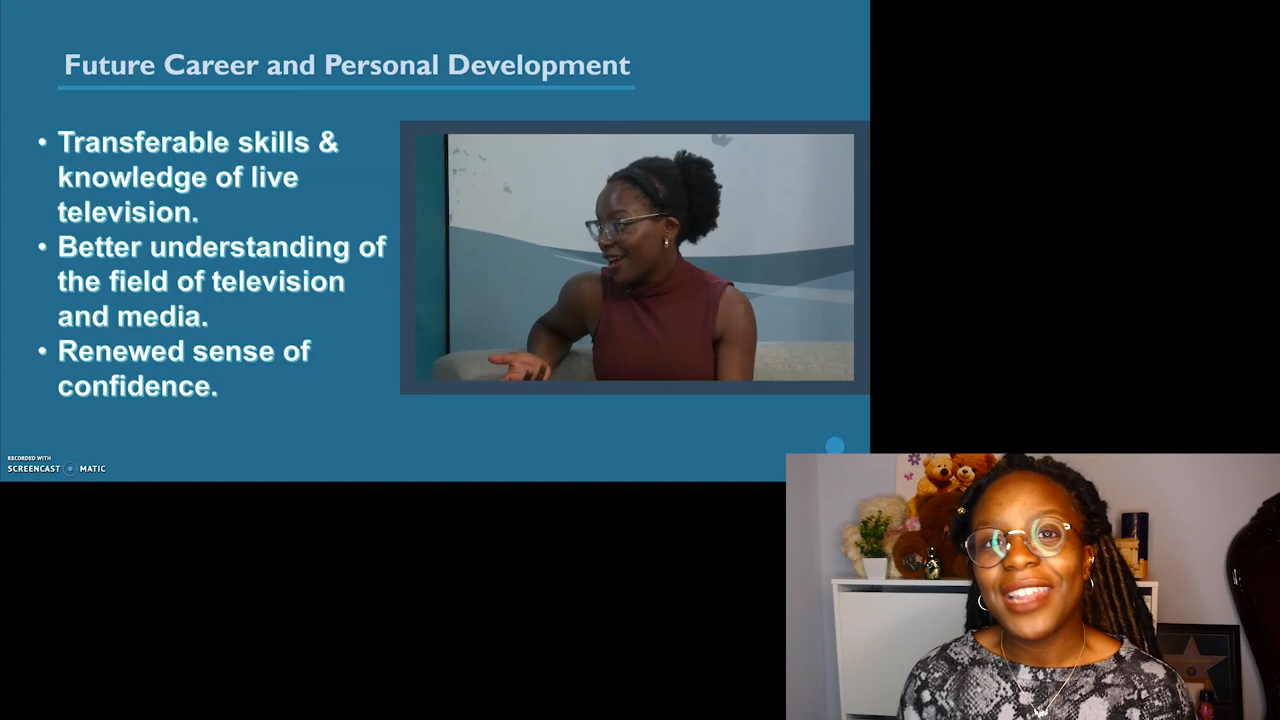 Future Career and Personal Development
• Transferable skills &
knowledge of live
television.
• Better understanding of
the field of television
and media.
• Renewed sense of
confidence.
RECORDED WITH
SCREENCAST MATIC